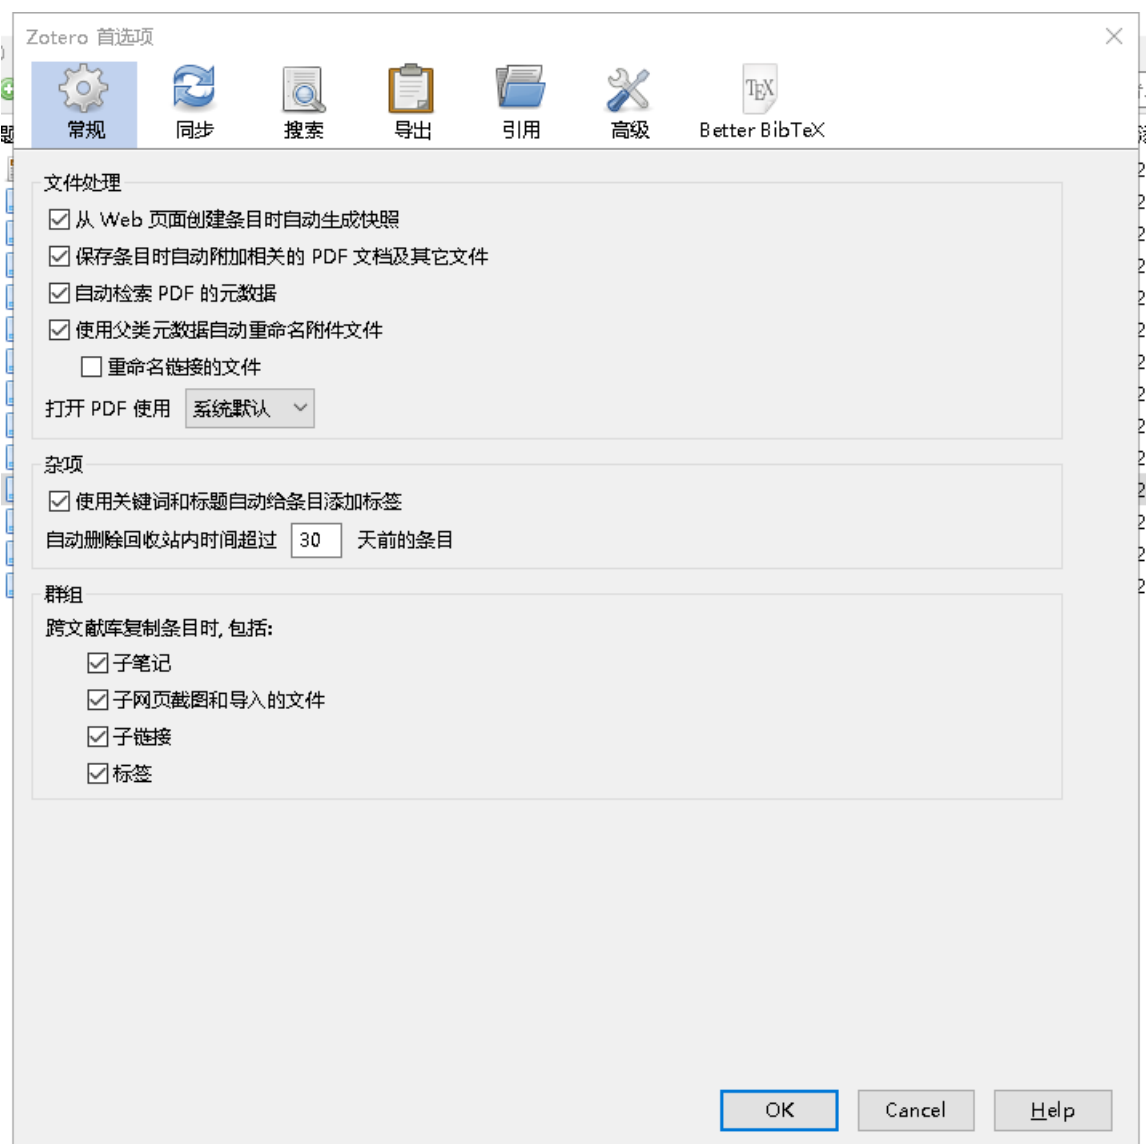 Zotero 首选项
常规 同步 搜索 导出 引用 高级 TEX Better BibTeX
文件处理
从 Web 页面创建条目时自动生成快照
保存条目时自动附加相关的 PDF 文档及其它文件
自动检索 PDF 的元数据
使用父类元数据自动重命名附件文件
重命名链接的文件
打开 PDF 使用 系统默认
杂项
使用关键词和标题自动给条目添加标签
自动删除回收站内时间超过 30 天前的条目
群组
跨文献库复制条目时, 包括:
子笔记
子网页截图和导入的文件
子链接
标签
OK Cancel Help